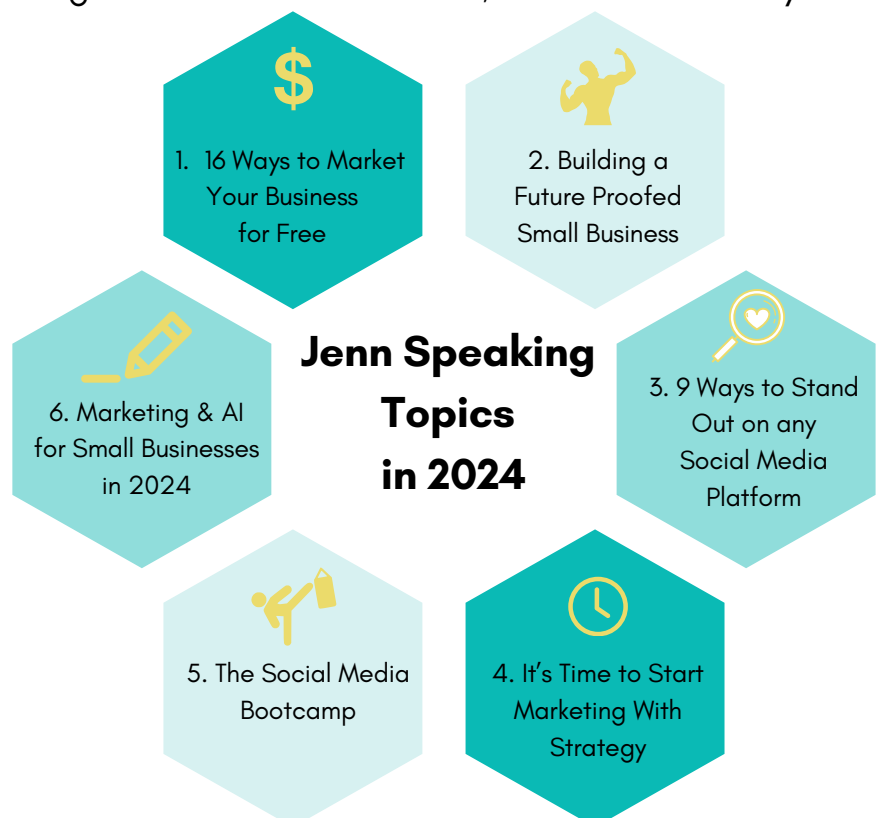 $
1. 16 Ways to Market
Your Business
for Free
2. Building a
Future Proofed
Small Business
Jenn Speaking
Topics
in 2024
3. 9 Ways to Stand
Out on any
Social Media
Platform
4. It’s Time to Start
Marketing With
Strategy
5. The Social Media
Bootcamp
6. Marketing & AI
for Small Businesses
in 2024